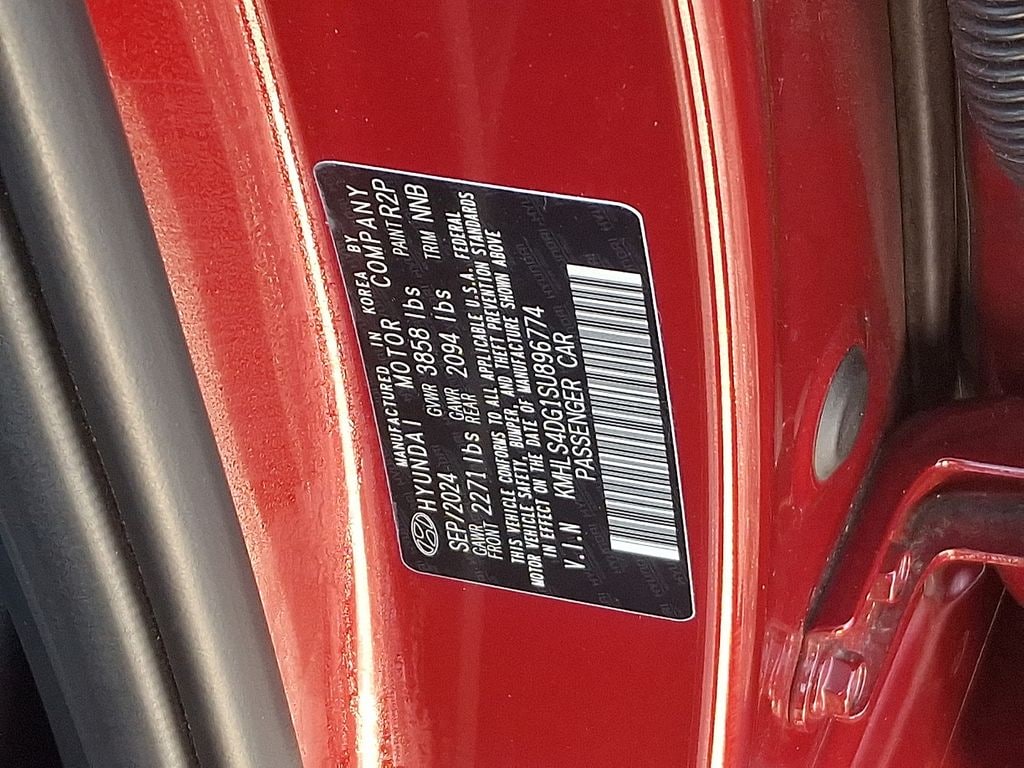 MANUFACTURED IN KOREA BY
HYUNDAI MOTOR COMPANY
SEP/2024 GVWR 3858 lbs PAINT R2P
GAWR FRONT 2271 lbs GAWR REAR 2094 lbs TRIM NNB
THIS VEHICLE CONFORMS TO ALL APPLICABLE U.S.A. FEDERAL
MOTOR VEHICLE SAFETY, BUMPER, AND THEFT PREVENTION STANDARDS
IN EFFECT ON THE DATE OF MANUFACTURE SHOWN ABOVE
V.I.N KMHLS4DG1SU896774
PASSENGER CAR